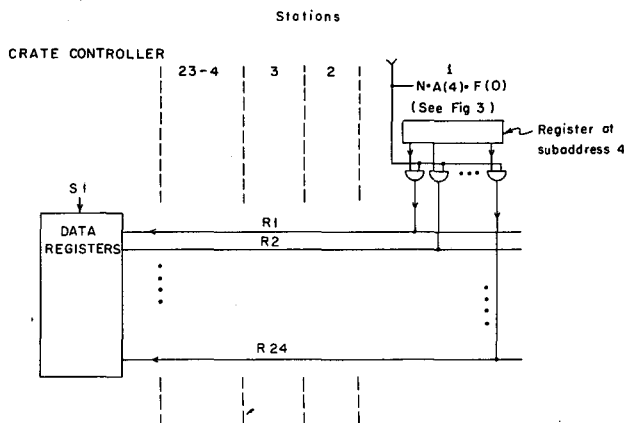 Stations
CRATE CONTROLLER
23-4
3
2
1
N•A(4)•F(0)
(See Fig 3)
Register at
subaddress 4
S1
DATA
REGISTERS
R1
R2
R24